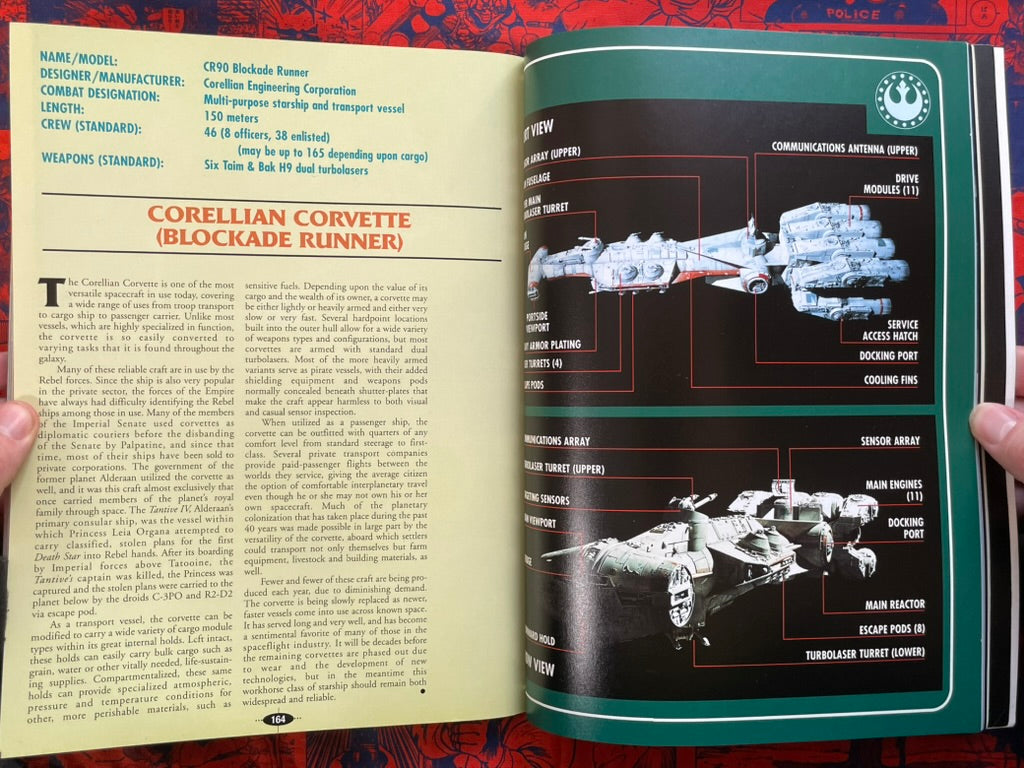 POLICE
NAME/MODEL: CR90 Blockade Runner
DESIGNER/MANUFACTURER: Corellian Engineering Corporation
COMBAT DESIGNATION: Multi-purpose starship and transport vessel
LENGTH: 150 meters
CREW (STANDARD): 46 (8 officers, 38 enlisted)
(may be up to 165 depending upon cargo)
WEAPONS (STANDARD): Six Taim & Bak H9 dual turbolasers
CORELLIAN CORVETTE
(BLOCKADE RUNNER)
The Corellian Corvette is one of the most
versatile spacecraft in use today, covering
a wide range of uses from troop transport
to cargo ship to passenger carrier. Unlike most
vessels, which are highly specialized in function,
the corvette is so easily converted to
varying tasks that it is found throughout the
galaxy.
Many of these reliable craft are in use by the
Rebel forces. Since the ship is also very popular
in the private sector, the forces of the Empire
have always had difficulty identifying the Rebel
ships among those in use. Many of the members
of the Imperial Senate used corvettes as
diplomatic couriers before the disbanding
of the Senate by Palpatine, and since that
time, most of their ships have been sold to
private corporations. The government of the
former planet Alderaan utilized the corvette as
well, and it was this craft almost exclusively that
once carried members of the planet's royal
family through space. The Tantive IV, Alderaan's
primary consular ship, was the vessel within
which Princess Leia Organa attempted to
carry classified, stolen plans for the first
Death Star into Rebel hands. After its boarding
by Imperial forces above Tatooine, the
Tantive's captain was killed, the Princess was
captured and the stolen plans were carried to the
planet below by the droids C-3PO and R2-D2
via escape pod.
As a transport vessel, the corvette can be
modified to carry a wide variety of cargo module
types within its great internal holds. Left intact,
these holds can easily carry bulk cargo such as
grain, water or other vitally needed, life-sustain-
ing supplies. Compartmentalized, these same
holds can provide specialized atmospheric,
pressure and temperature conditions for
other, more perishable materials, such as
sensitive fuels. Depending upon the value of its
cargo and the wealth of its owner, a corvette may
be either lightly or heavily armed and either very
slow or very fast. Several hardpoint locations
built into the outer hull allow for a wide variety
of weapons types and configurations, but most
corvettes are armed with standard dual
turbolasers. Most of the more heavily armed
variants serve as pirate vessels, with their added
shielding equipment and weapons pods
normally concealed beneath shutter-plates that
make the craft appear harmless to both visual
and casual sensor inspection.
When utilized as a passenger ship, the
corvette can be outfitted with quarters of any
comfort level from standard steerage to first-
class. Several private transport companies
provide paid-passenger flights between the
worlds they service, giving the average citizen
the option of comfortable interplanetary travel
even though he or she may not own his or her
own spacecraft. Much of the planetary
colonization that has taken place during the past
40 years was made possible in large part by the
versatility of the corvette, aboard which settlers
could transport not only themselves but farm
equipment, livestock and building materials, as
well.
Fewer and fewer of these craft are being pro-
duced each year, due to diminishing demand.
The corvette is being slowly replaced as newer,
faster vessels come into use across known space.
It has served long and very well, and has become
a sentimental favorite of many of those in the
spaceflight industry. It will be decades before
the remaining corvettes are phased out due
to wear and the development of new
technologies, but in the meantime this
workhorse class of starship should remain both
widespread and reliable.
164
VIEW
ARRAY (UPPER)
FUSELAGE
MAIN
TURRET
COMMUNICATIONS ANTENNA (UPPER)
DRIVE
MODULES (11)
PORTSIDE
VIEWPORT
ARMOR PLATING
TURRETS (4)
PODS
SERVICE
ACCESS HATCH
DOCKING PORT
COOLING FINS
ARRAY
TURRET (UPPER)
SENSORS
VIEWPORT
HOLD
VIEW
SENSOR ARRAY
MAIN ENGINES
(11)
DOCKING
PORT
MAIN REACTOR
ESCAPE PODS (8)
TURBOLASER TURRET (LOWER)